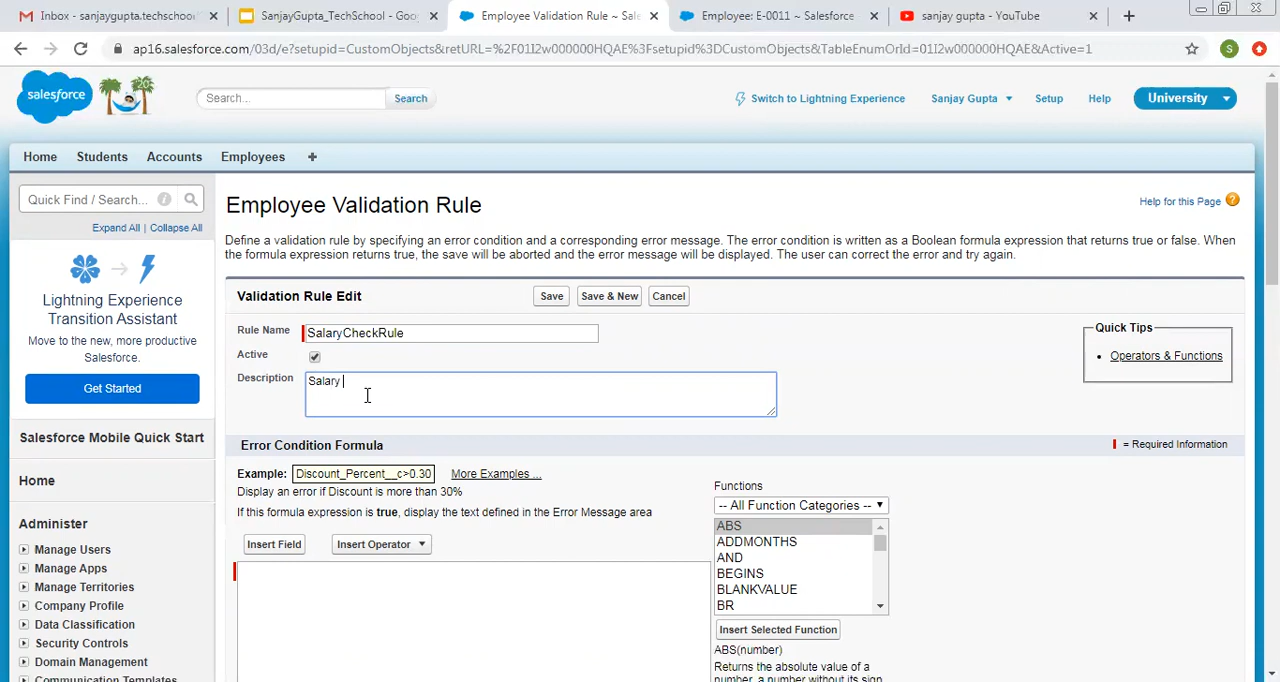 Inbox - sanjaygupta.techschool
SanjayGupta_TechSchool - Goo
Employee Validation Rule ~ Sale
Employee: E-0011 ~ Salesforce
sanjay gupta - YouTube
ap16.salesforce.com/03d/e?setupid=CustomObjects&retURL=%2F01I2w000000HQAE%3Fsetupid%3DCustomObjects&TableEnumOrId=01I2w000000HQAE&Active=1
S
salesforce
20
Search...
Search
Switch to Lightning Experience
Sanjay Gupta
Setup
Help
University
Home
Students
Accounts
Employees
+
Quick Find / Search...
Expand All | Collapse All
Lightning Experience
Transition Assistant
Move to the new, more productive
Salesforce.
Get Started
Salesforce Mobile Quick Start
Home
Administer
Manage Users
Manage Apps
Manage Territories
Company Profile
Data Classification
Security Controls
Domain Management
Communication Templates
Employee Validation Rule
Help for this Page ?
Define a validation rule by specifying an error condition and a corresponding error message. The error condition is written as a Boolean formula expression that returns true or false. When
the formula expression returns true, the save will be aborted and the error message will be displayed. The user can correct the error and try again.
Validation Rule Edit
Save
Save & New
Cancel
Rule Name
SalaryCheckRule
Active
Description
Salary
Quick Tips
• Operators & Functions
Error Condition Formula
= Required Information
Example:
Discount_Percent__c>0.30
More Examples ...
Display an error if Discount is more than 30%
If this formula expression is true, display the text defined in the Error Message area
Insert Field
Insert Operator
Functions
-- All Function Categories --
ABS
ADDMONTHS
AND
BEGINS
BLANKVALUE
BR
Insert Selected Function
ABS(number)
Returns the absolute value of a
number, a number without its sign